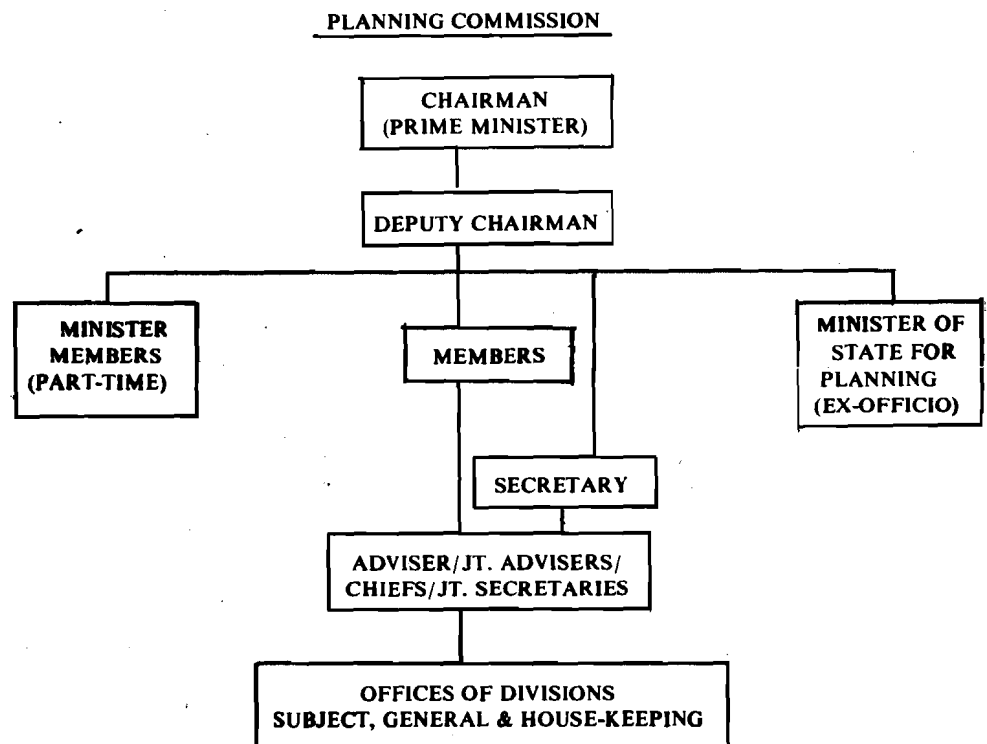 PLANNING COMMISSION
CHAIRMAN
(PRIME MINISTER)
DEPUTY CHAIRMAN
MINISTER
MEMBERS
(PART-TIME)
MEMBERS
MINISTER OF
STATE FOR
PLANNING
(EX-OFFICIO)
SECRETARY
ADVISER/JT. ADVISERS/
CHIEFS/JT. SECRETARIES
OFFICES OF DIVISIONS
SUBJECT, GENERAL & HOUSE-KEEPING